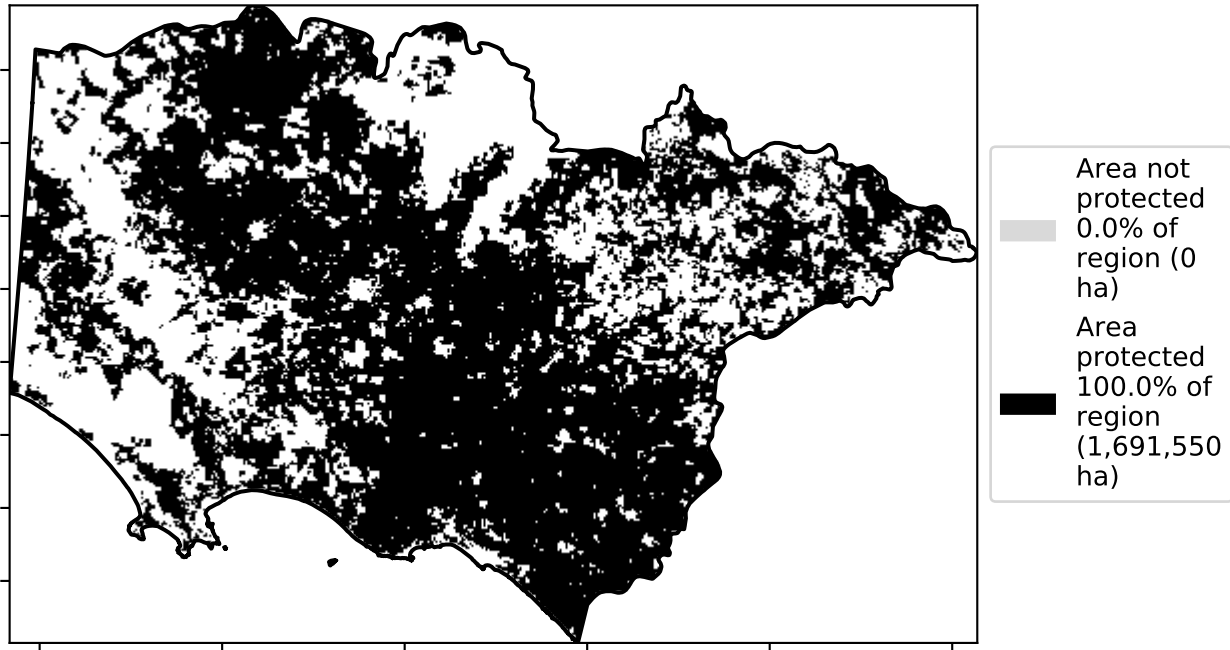 Area not
protected
0.0% of
region (0
ha)
Area
protected
100.0% of
region
(1,691,550
ha)